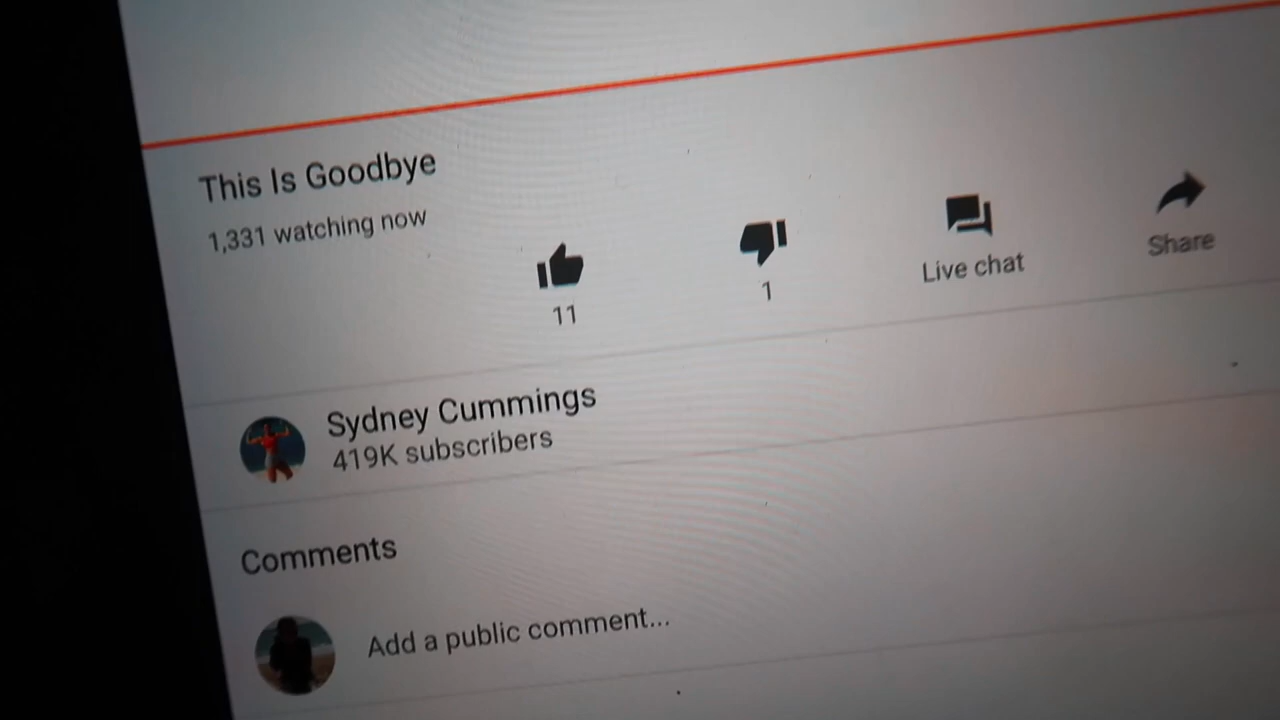 This Is Goodbye
1,331 watching now
11
1
Live chat
Share
Sydney Cummings
419K subscribers
Comments
Add a public comment...